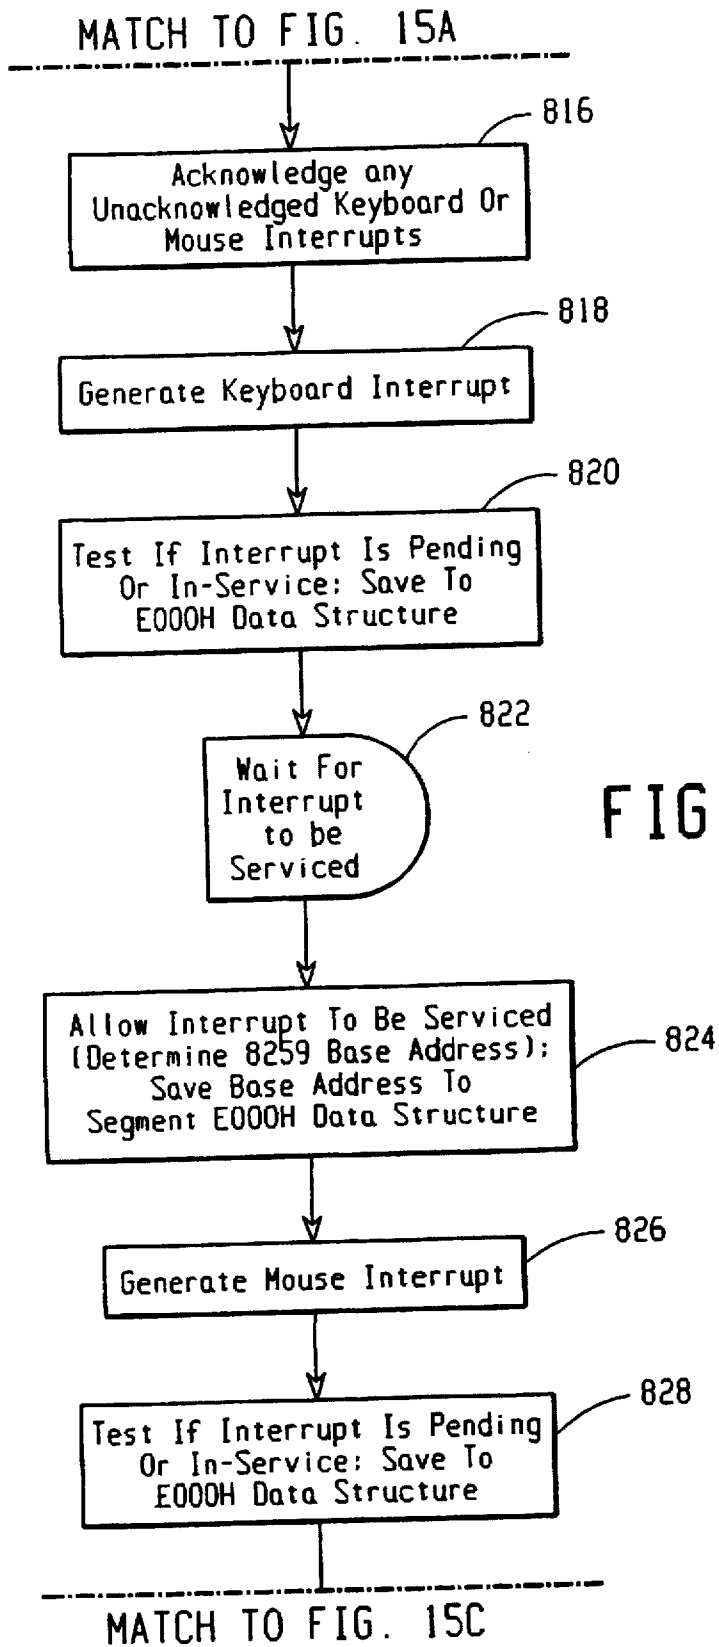 MATCH TO FIG. 15A
816
Acknowledge any
Unacknowledged Keyboard Or
Mouse Interrupts
818
Generate Keyboard Interrupt
820
Test If Interrupt Is Pending
Or In-Service; Save To
E000H Data Structure
822
Wait For
Interrupt
to be
Serviced
FIG
Allow Interrupt To Be Serviced
(Determine 8259 Base Address);
Save Base Address To
Segment E000H Data Structure
824
826
Generate Mouse Interrupt
828
Test If Interrupt Is Pending
Or In-Service; Save To
E000H Data Structure
MATCH TO FIG. 15C